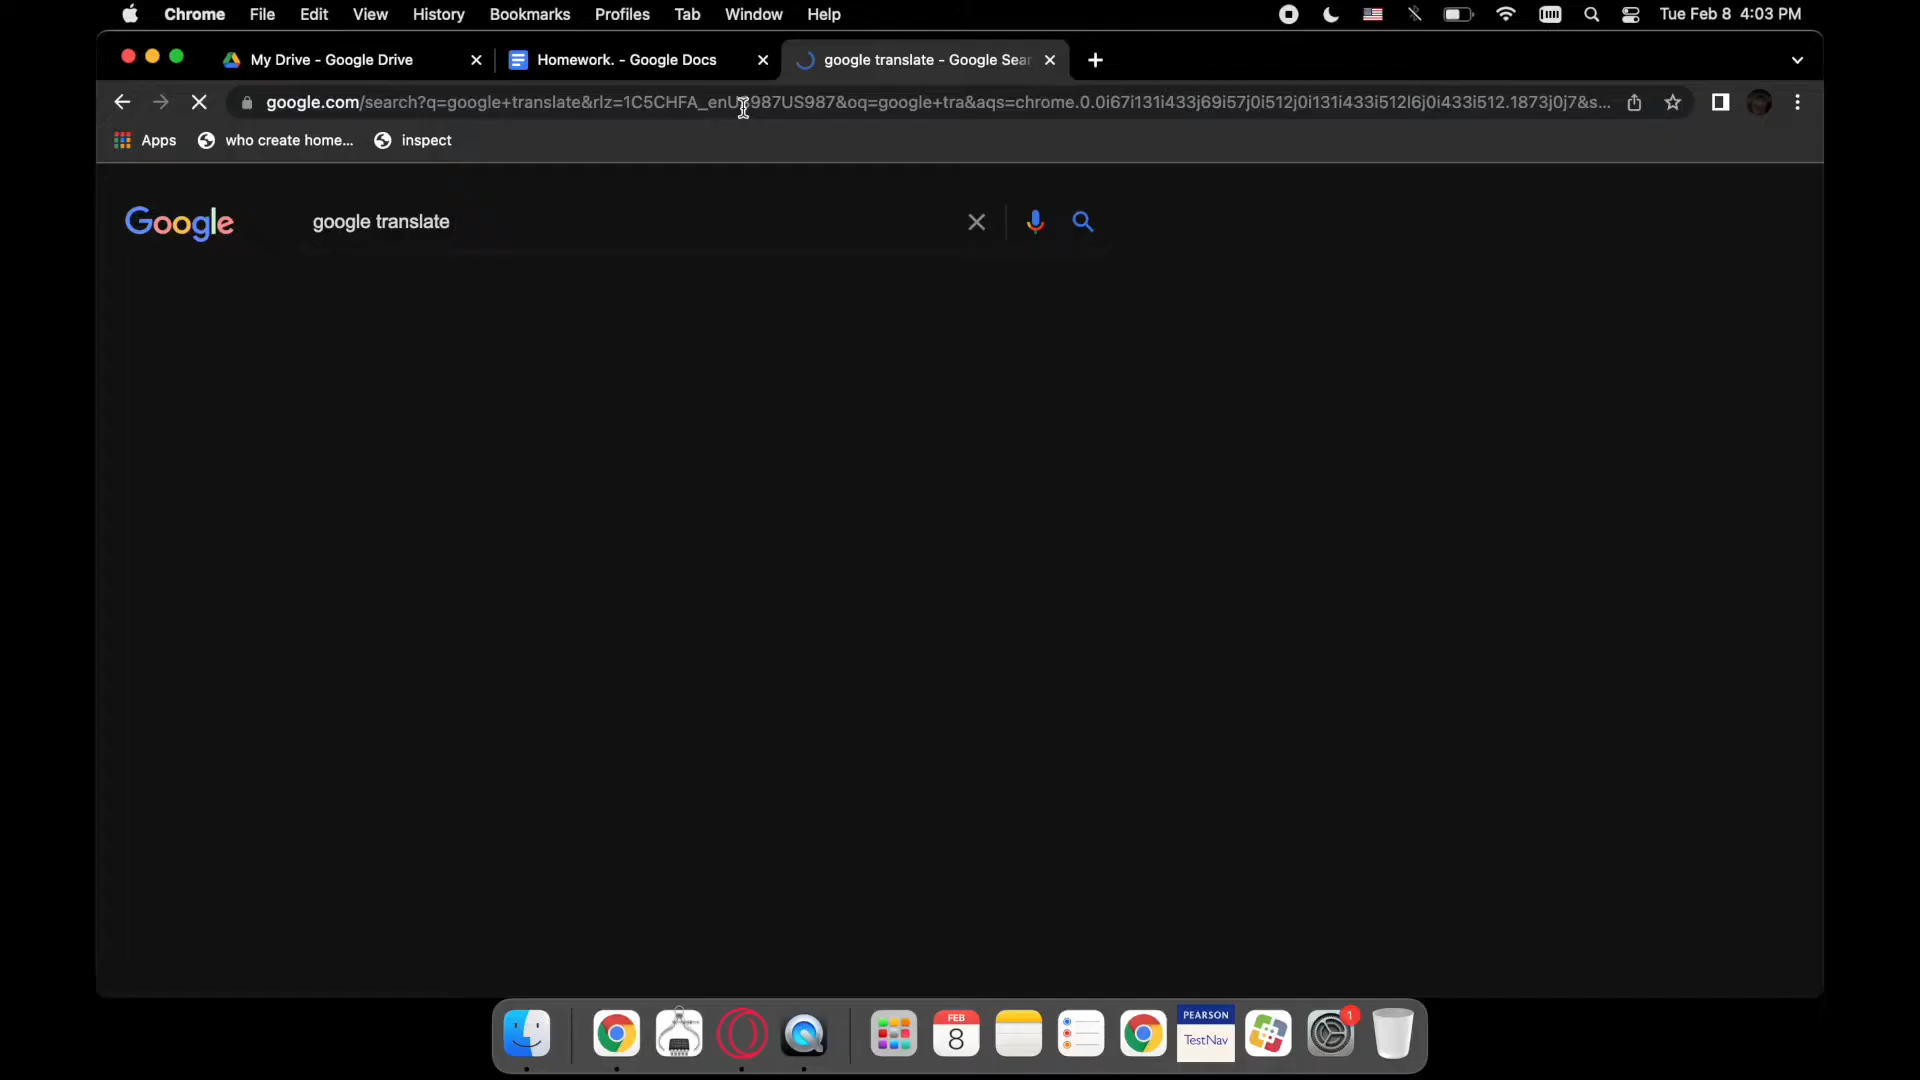 Chrome File Edit View History Bookmarks Profiles Tab Window Help Tue Feb 8 4:03 PM
My Drive - Google Drive Homework. - Google Docs google translate - Google Sear
google.com/search?q=google+translate&rlz=1C5CHFA_enUS987US987&oq=google+tra&aqs=chrome.0.0i67i131i433j69i57j0i512j0i131i433i512l6j0i433i512.1873j0j7&s...
Apps who create home... inspect
Google google translate
FEB
8
PEARSON
TestNav
1